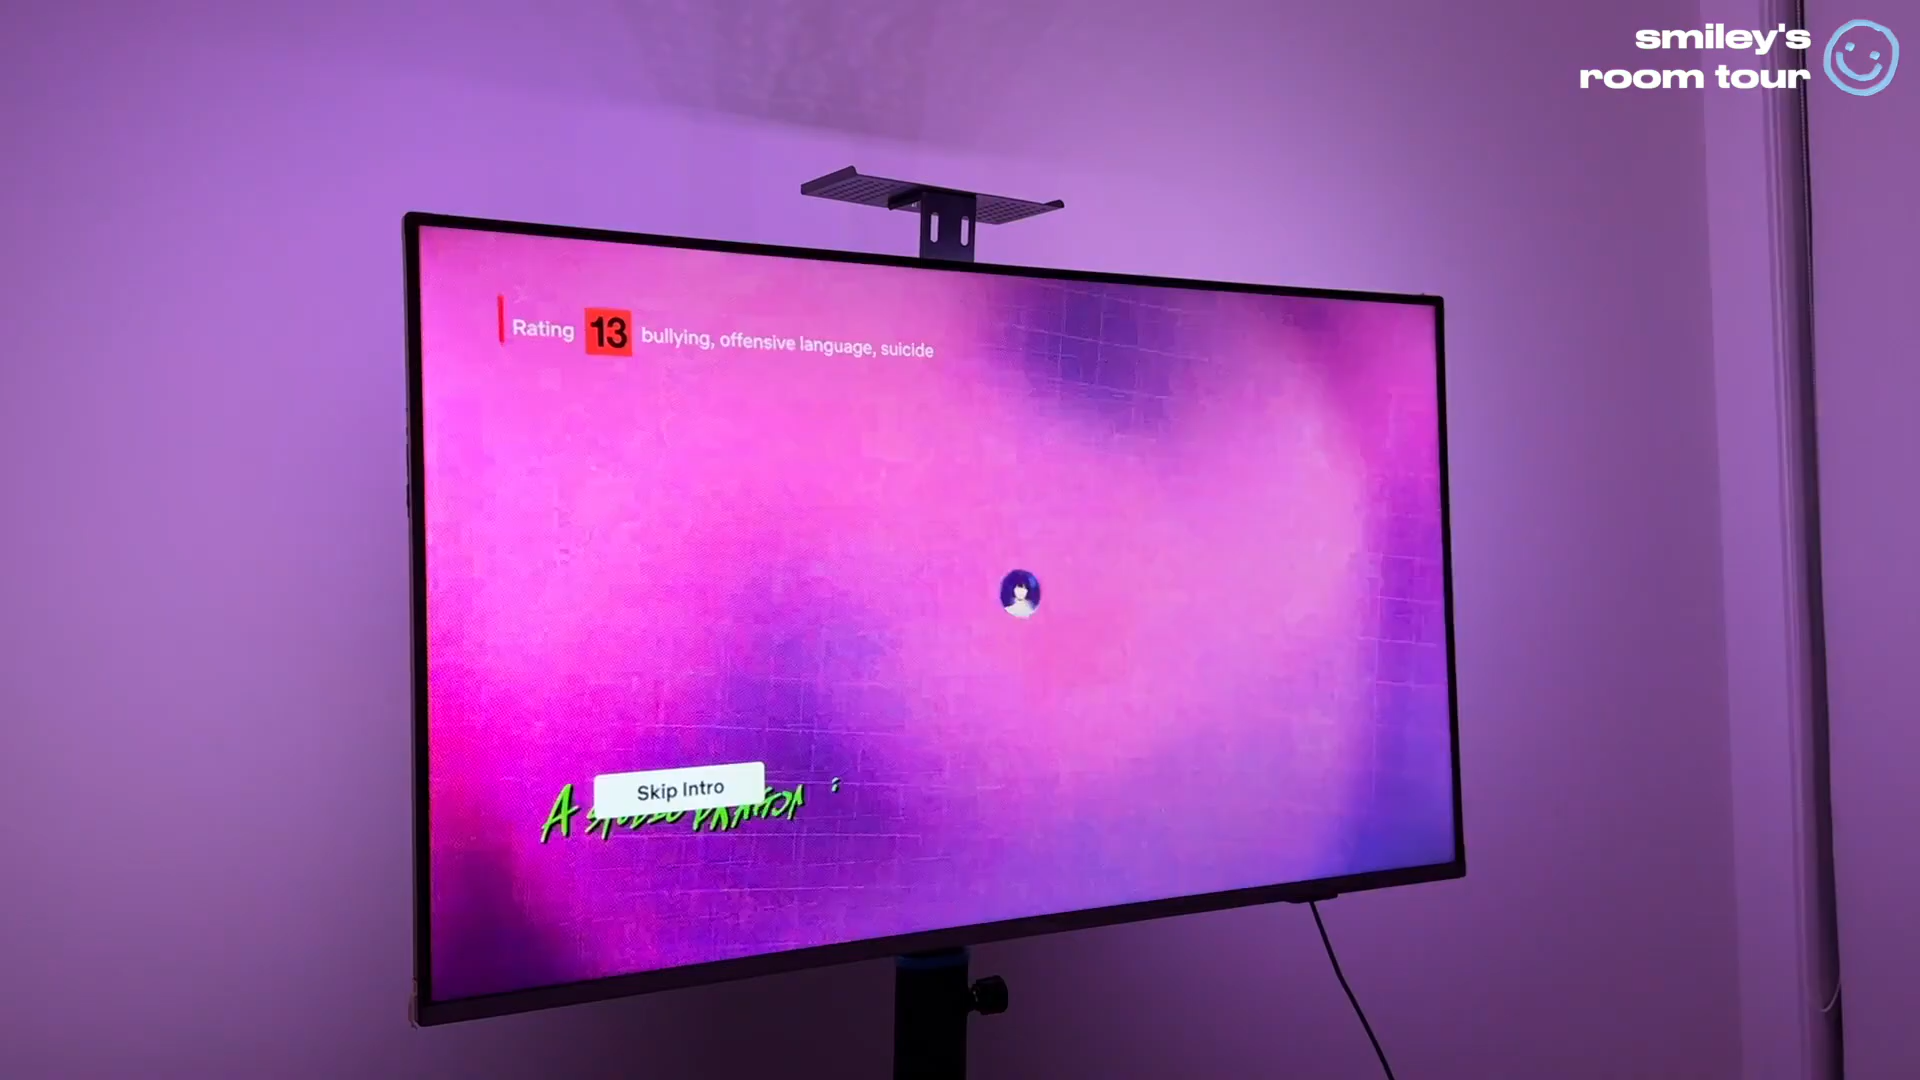 smiley's
room tour
Rating 13 bullying, offensive language, suicide
Skip Intro
A